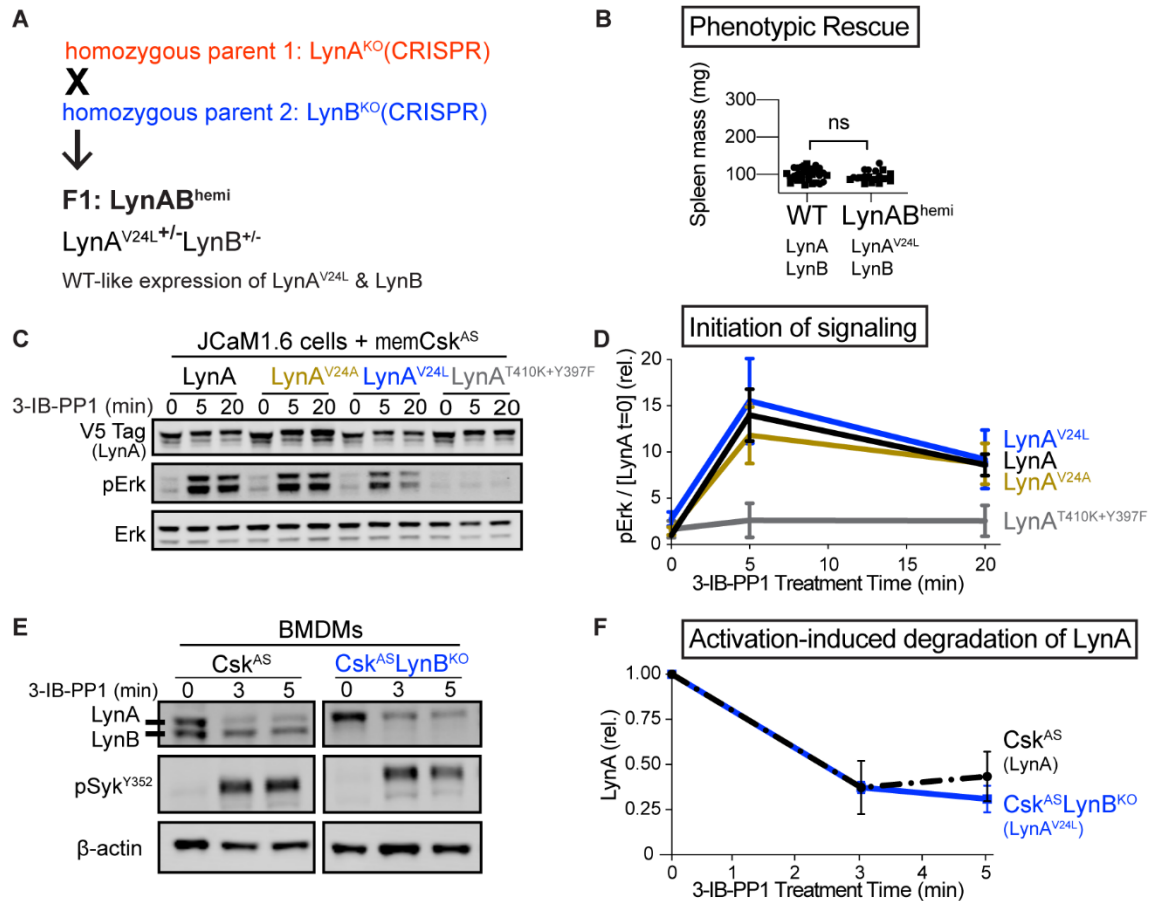 A
homozygous parent 1: LynA^KO(CRISPR)
X
homozygous parent 2: LynB^KO(CRISPR)
F1: LynAB^hemi
LynA^V24L+/-LynB^+/-
WT-like expression of LynA^V24L & LynB
B
Phenotypic Rescue
Spleen mass (mg)
300
200
100
ns
WT LynAB^hemi
LynA LynA^V24L
LynB LynB
C
JCaM1.6 cells + memCsk^AS
LynA LynA^V24A LynA^V24L LynA^T410K+Y397F
3-IB-PP1 (min) 0 5 20 0 5 20 0 5 20 0 5 20
V5 Tag
(LynA)
pErk
Erk
D
Initiation of signaling
pErk / [LynA t=0] (rel.)
20
15
10
5
0
LynA^V24L
LynA
LynA^V24A
LynA^T410K+Y397F
0 5 10 15 20
3-IB-PP1 Treatment Time (min)
E
BMDMs
Csk^AS Csk^ASLynB^KO
3-IB-PP1 (min) 0 3 5 0 3 5
LynA
LynB
pSyk^Y352
β-actin
F
Activation-induced degradation of LynA
LynA (rel.)
1.00
0.75
0.50
0.25
0.00
Csk^AS
(LynA)
Csk^ASLynB^KO
(LynA^V24L)
0 1 2 3 4 5
3-IB-PP1 Treatment Time (min)